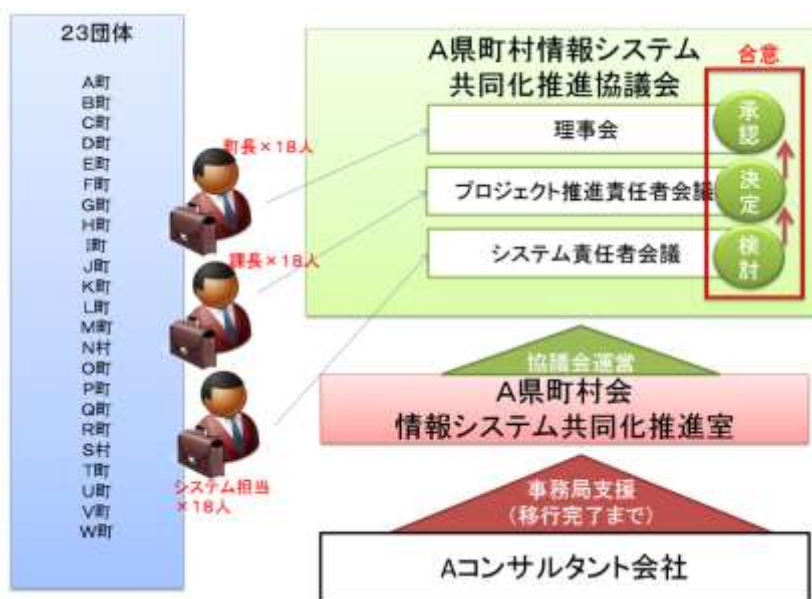 23団体
A町
B町
C町
D町
E町
F町
G町
H町
I町
J町
K町
L町
M町
N村
O町
P町
Q町
R町
S村
T町
U町
V町
W町
町長×18人
課長×18人
システム担当
×18人
A県町村情報システム
共同化推進協議会
合意
理事会
承認
プロジェクト推進責任者会議
決定
システム責任者会議
検討
協議会運営
A県町村会
情報システム共同化推進室
事務局支援
(移行完了まで)
Aコンサルタント会社